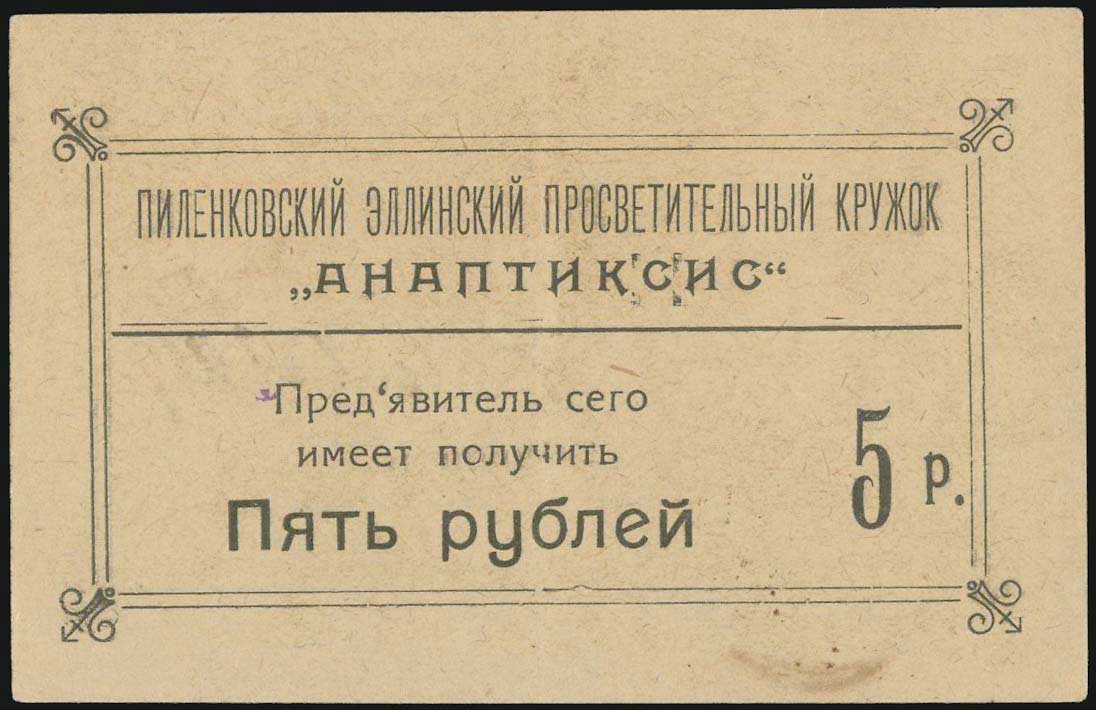 ПИЛЕНКОВСКИЙ ЭЛЛИНСКИЙ ПРОСВЕТИТЕЛЬНЫЙ КРУЖОК
„АНАПТИКСИС“
Пред‘явитель сего
имеет получить
Пять рублей
5 р.